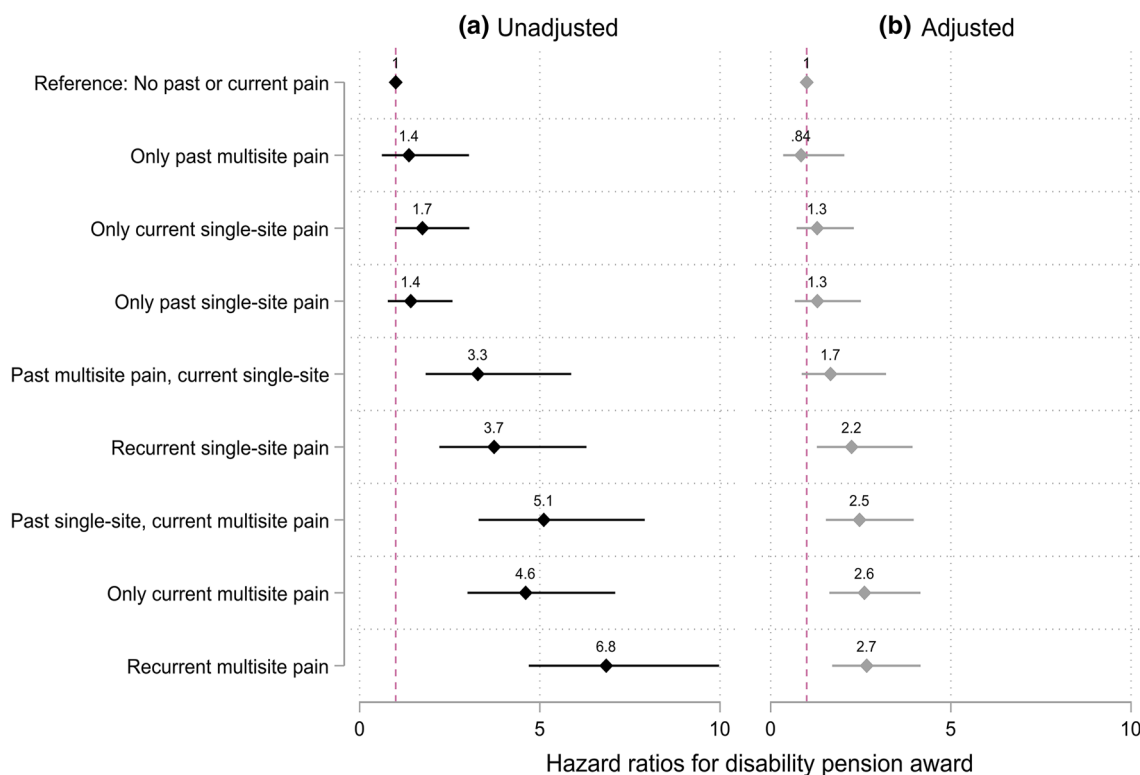 (a) Unadjusted
(b) Adjusted
Reference: No past or current pain
1
1
Only past multisite pain
1.4
.84
Only current single-site pain
1.7
1.3
Only past single-site pain
1.4
1.3
Past multisite pain, current single-site
3.3
1.7
Recurrent single-site pain
3.7
2.2
Past single-site, current multisite pain
5.1
2.5
Only current multisite pain
4.6
2.6
Recurrent multisite pain
6.8
2.7
0 5 10
0 5 10
Hazard ratios for disability pension award